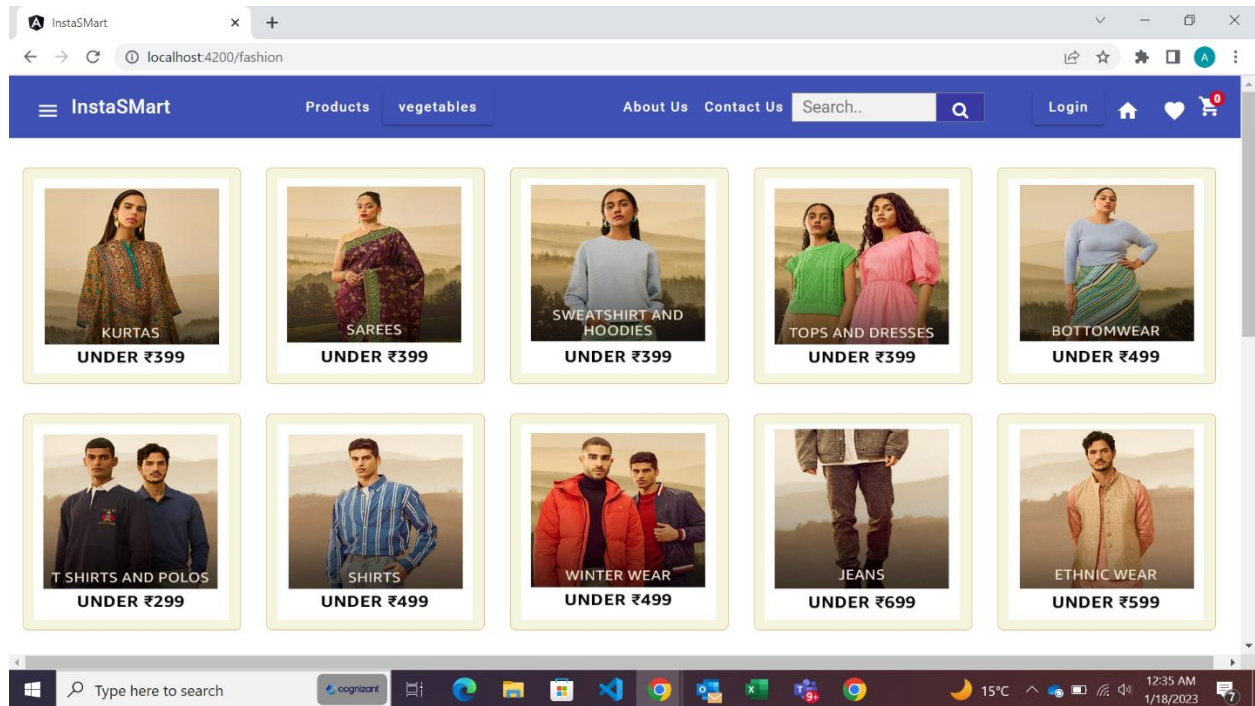 InstaSMart
localhost:4200/fashion
A
InstaSMart Products vegetables About Us Contact Us Search.. Login 0
KURTAS
UNDER ₹399
SAREES
UNDER ₹399
SWEATSHIRT AND
HOODIES
UNDER ₹399
TOPS AND DRESSES
UNDER ₹399
BOTTOMWEAR
UNDER ₹499
T SHIRTS AND POLOS
UNDER ₹299
SHIRTS
UNDER ₹499
WINTER WEAR
UNDER ₹499
JEANS
UNDER ₹699
ETHNIC WEAR
UNDER ₹599
Type here to search
cognizant
9+
15°C
12:35 AM
1/18/2023
7